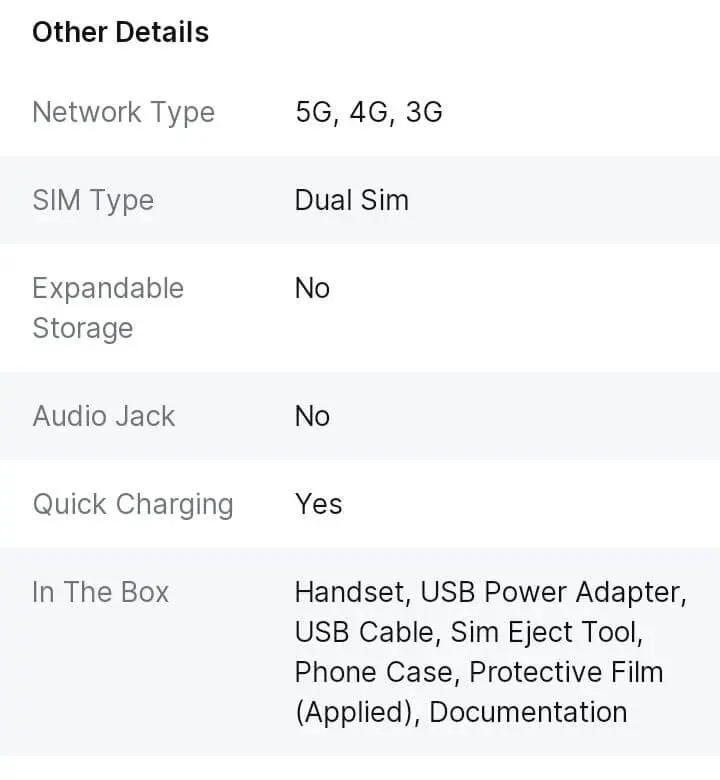 Other Details
Network Type 5G, 4G, 3G
SIM Type Dual Sim
Expandable No
Storage
Audio Jack No
Quick Charging Yes
In The Box Handset, USB Power Adapter,
USB Cable, Sim Eject Tool,
Phone Case, Protective Film
(Applied), Documentation